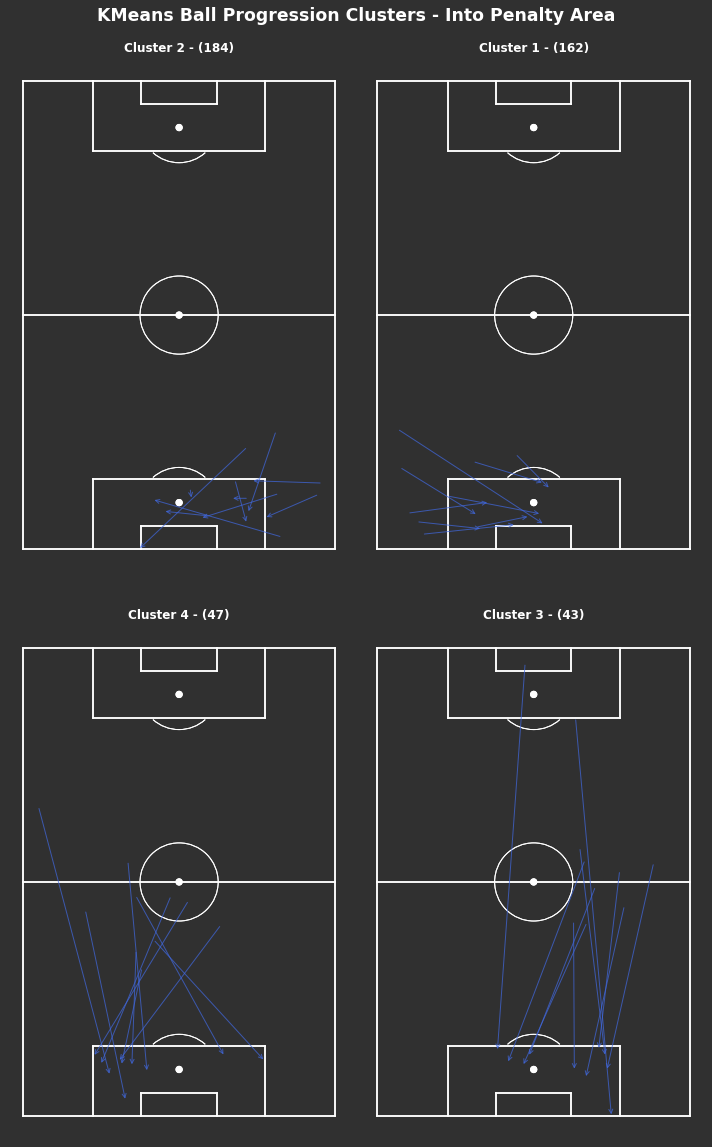 KMeans Ball Progression Clusters - Into Penalty Area
Cluster 2 - (184)
Cluster 1 - (162)
Cluster 4 - (47)
Cluster 3 - (43)